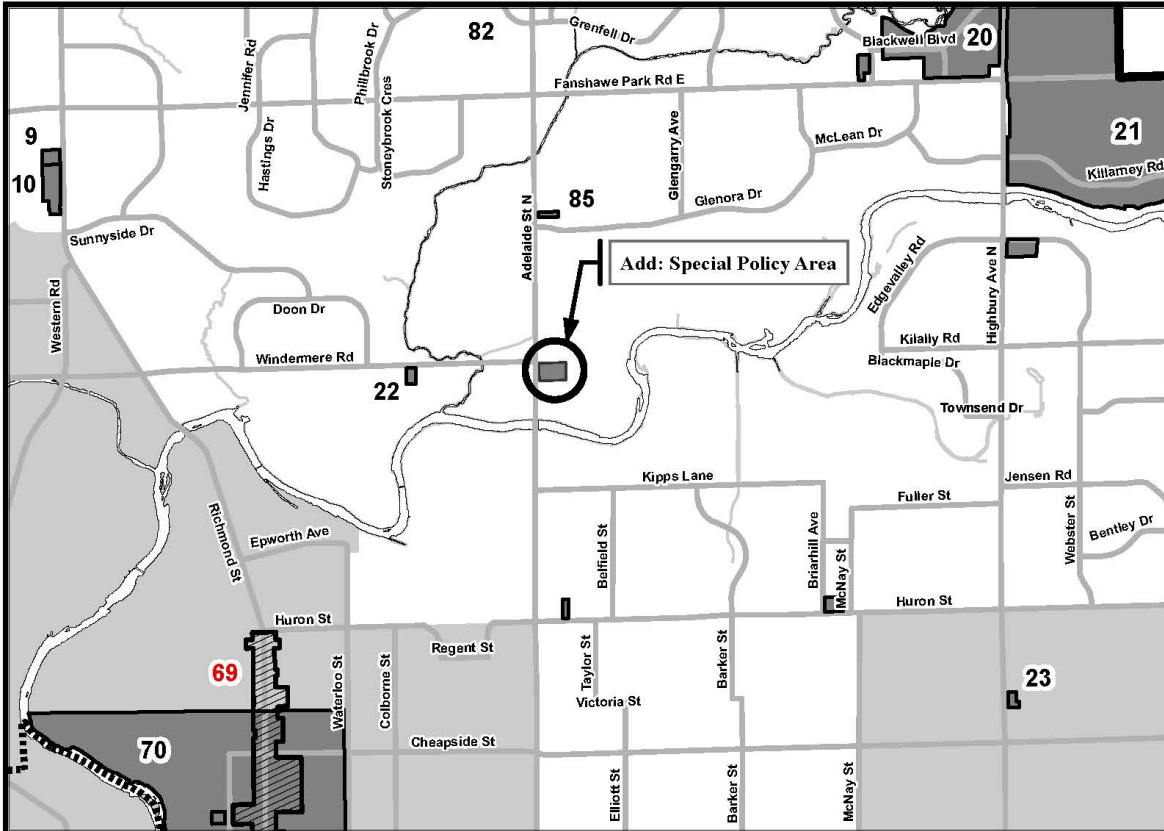 82
Grenfell Dr
Blackwell Blvd
20
Jennifer Rd
Phillbrook Dr
Stoneybrook Cres
Fanshawe Park Rd E
9
10
Hastings Dr
Glengarry Ave
McLean Dr
21
Killarney Rd
85
Glenora Dr
Sunnyside Dr
Adelaide St N
Add: Special Policy Area
Edgevalley Rd
Highbury Ave N
Western Rd
Doon Dr
Windermere Rd
Kilally Rd
Blackmaple Dr
22
Townsend Dr
Kipps Lane
Jensen Rd
Fuller St
Richmond St
Epworth Ave
Belfield St
Briarhill Ave
McNay St
Webster St
Bentley Dr
Huron St
Huron St
Regent St
69
Waterloo St
Colborne St
Taylor St
Barker St
Victoria St
23
70
Cheapside St
Elliott St
Barker St
McNay St